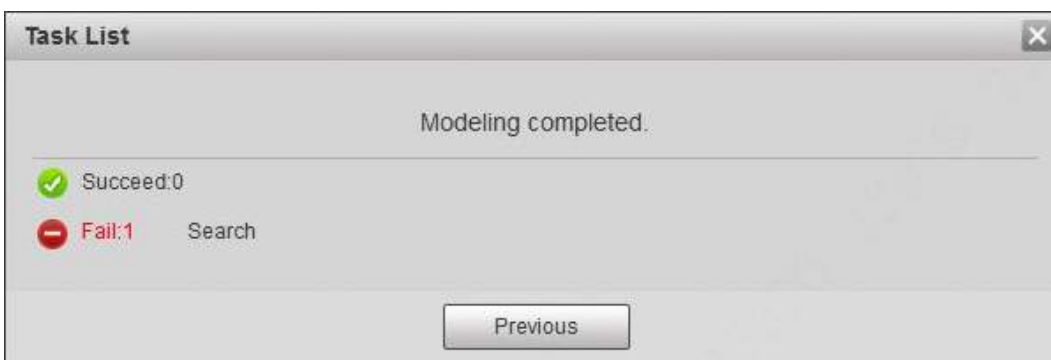 Task List
Modeling completed.
Succeed:0
Fail:1 Search
Previous